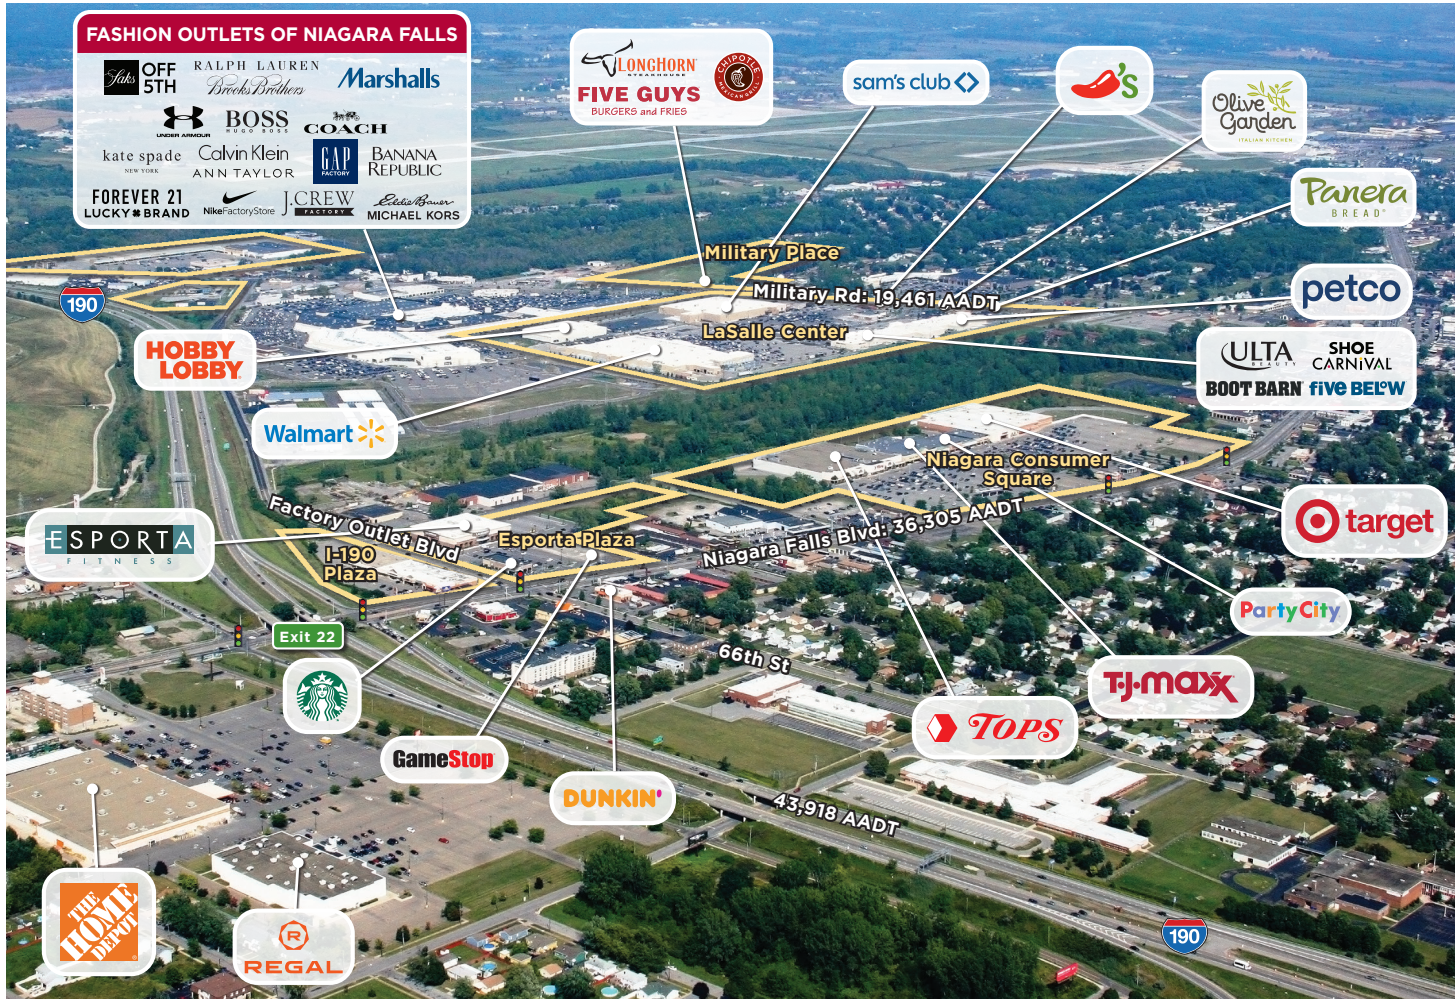 FASHION OUTLETS OF NIAGARA FALLS
Saks OFF 5TH
RALPH LAUREN
Brooks Brothers
Marshalls
UNDER ARMOUR
BOSS
HUGO BOSS
COACH
kate spade
NEW YORK
Calvin Klein
ANN TAYLOR
GAP
FACTORY
BANANA
REPUBLIC
FOREVER 21
LUCKY BRAND
NikeFactoryStore
J.CREW
FACTORY
Eddie Bauer
MICHAEL KORS
LONGHORN
STEAKHOUSE
FIVE GUYS
BURGERS and FRIES
CHIPOTLE
MEXICAN GRILL
sam's club
's
Olive
Garden
ITALIAN KITCHEN
Panera
BREAD
petco
ULTA
BEAUTY
SHOE
CARNiVAL
BOOT BARN
five BEL°W
Military Place
Military Rd: 19,461 AADT
LaSalle Center
190
HOBBY
LOBBY
Walmart
Niagara Consumer
Square
Factory Outlet Blvd
Esporta Plaza
I-190
Plaza
Niagara Falls Blvd: 36,305 AADT
ESPORTA
FITNESS
target
PartyCity
T·J·maxx
TOPS
Exit 22
66th St
GameStop
DUNKIN'
43,918 AADT
THE
HOME
DEPOT
R
REGAL
190